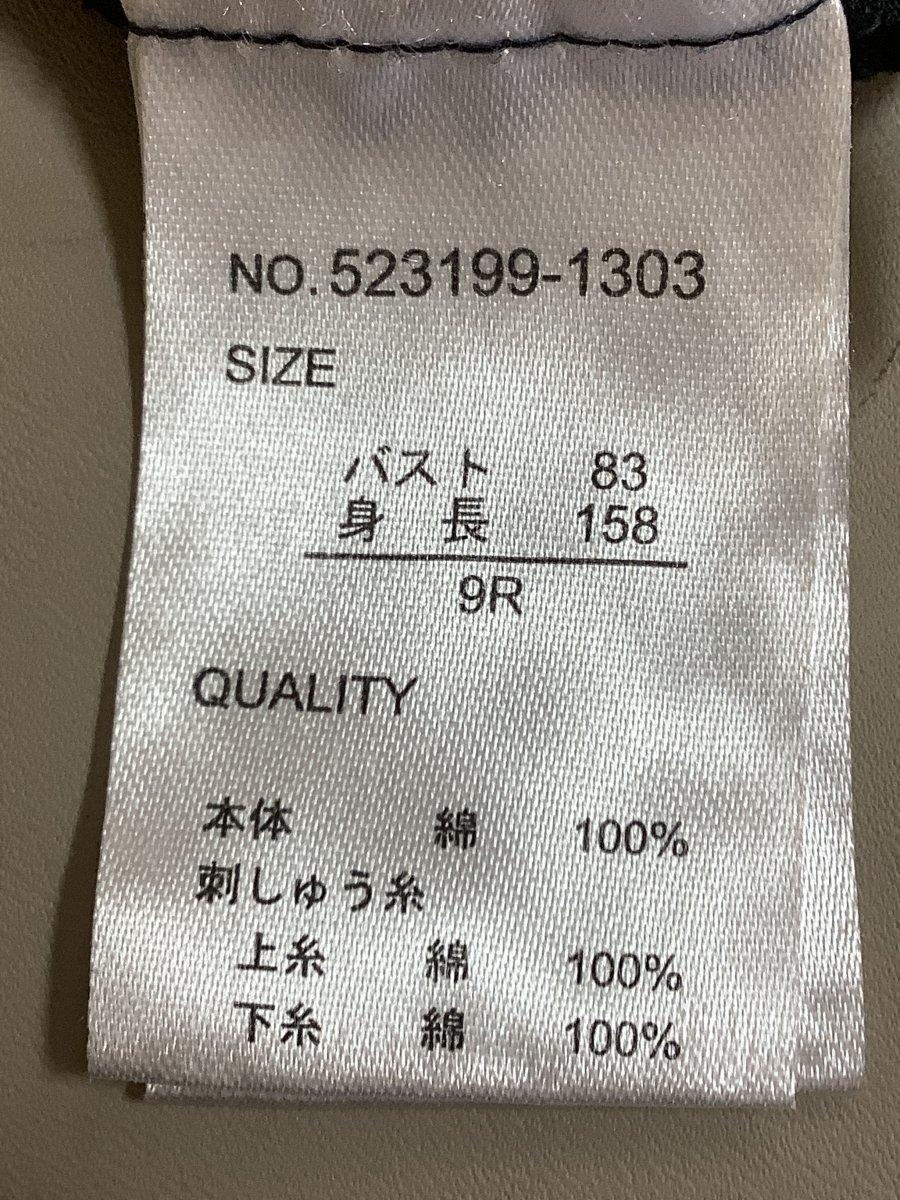 NO.523199-1303
SIZE
バスト 83
身 長 158
9R
QUALITY
本体 綿 100%
刺しゅう糸
上糸 綿 100%
下糸 綿 100%